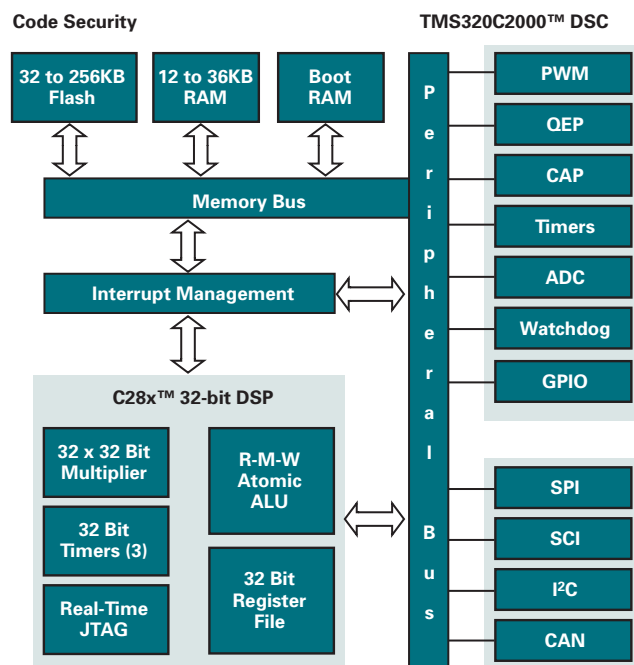 Code Security
TMS320C2000™ DSC
32 to 256KB
Flash
12 to 36KB
RAM
Boot
RAM
Memory Bus
Interrupt Management
C28x™ 32-bit DSP
32 x 32 Bit
Multiplier
32 Bit
Timers (3)
Real-Time
JTAG
R-M-W
Atomic
ALU
32 Bit
Register
File
Peripheral Bus
PWM
QEP
CAP
Timers
ADC
Watchdog
GPIO
SPI
SCI
I²C
CAN